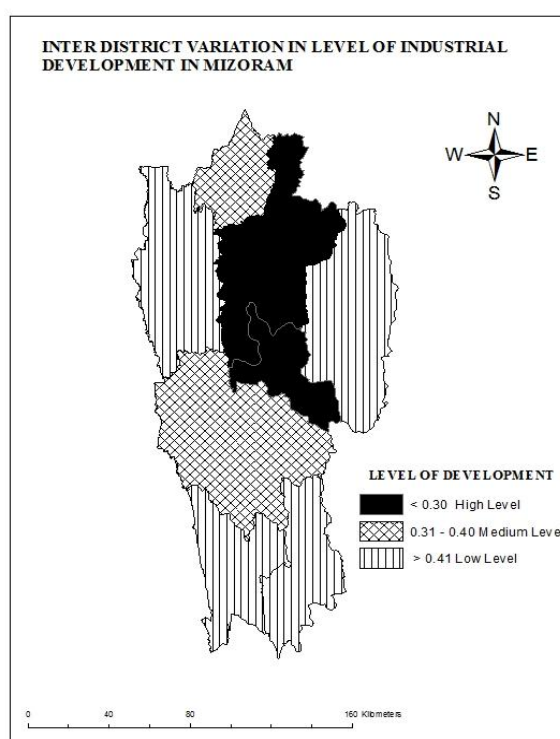 INTER DISTRICT VARIATION IN LEVEL OF INDUSTRIAL
DEVELOPMENT IN MIZORAM
N
W E
S
LEVEL OF DEVELOPMENT
< 0.30 High Level
0.31 - 0.40 Medium Level
> 0.41 Low Level
0 40 80 160 Kilometers